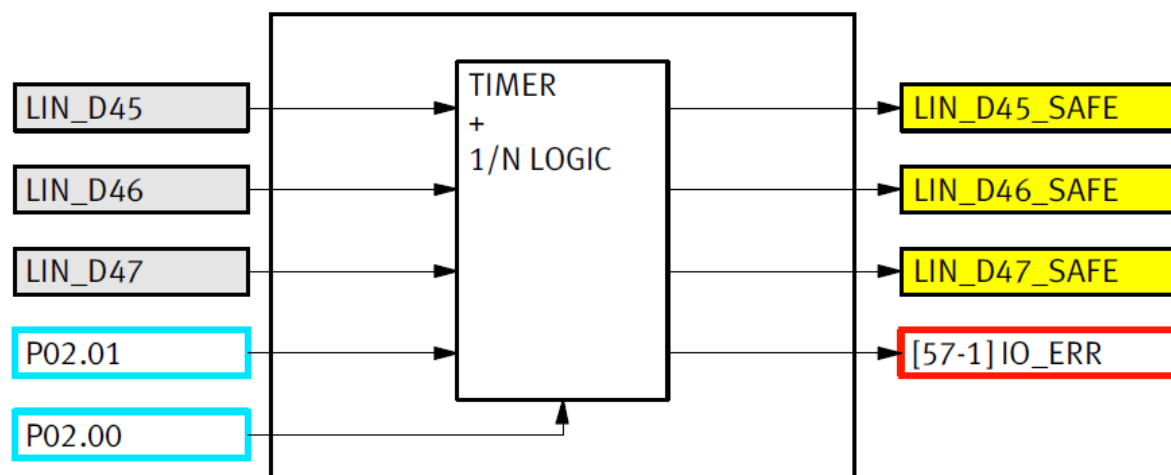 TIMER
+
1/N LOGIC
LIN_D45
LIN_D45_SAFE
LIN_D46
LIN_D46_SAFE
LIN_D47
LIN_D47_SAFE
P02.01
[57-1] IO_ERR
P02.00